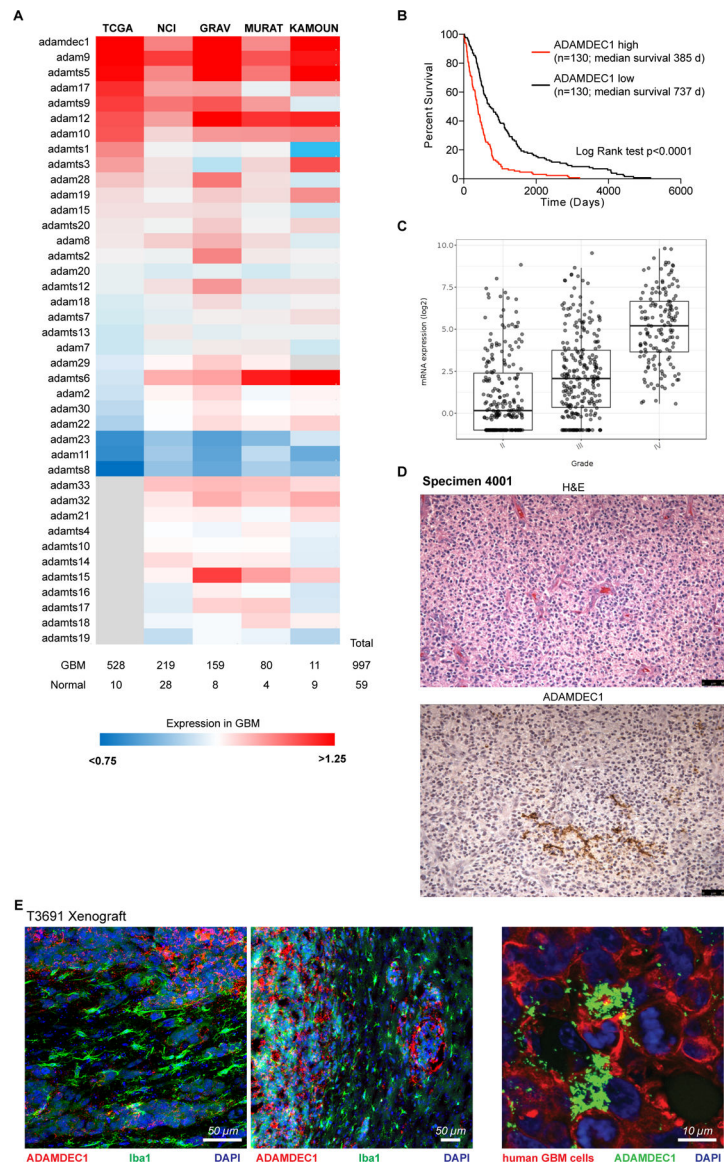 A
TCGA NCI GRAV MURAT KAMOUN
adamdec1
adam9
adamts5
adam17
adamts9
adam12
adam10
adamts1
adamts3
adam28
adam19
adam15
adamts20
adam8
adamts2
adam20
adamts12
adam18
adamts7
adamts13
adam7
adam29
adamts6
adam2
adam30
adam22
adam23
adam11
adamts8
adam33
adam32
adam21
adamts4
adamts10
adamts14
adamts15
adamts16
adamts17
adamts18
adamts19
Total
GBM 528 219 159 80 11 997
Normal 10 28 8 4 9 59
Expression in GBM
<0.75 >1.25
B
Percent Survival
100
80
60
40
20
0
0 2000 4000 6000
Time (Days)
ADAMDEC1 high
(n=130; median survival 385 d)
ADAMDEC1 low
(n=130; median survival 737 d)
Log Rank test p<0.0001
C
mRNA expression (log2)
10.0
7.5
5.0
2.5
0.0
II III IV
Grade
D
Specimen 4001
H&E
ADAMDEC1
E
T3691 Xenograft
50 µm
50 µm
10 µm
ADAMDEC1 Iba1 DAPI
ADAMDEC1 Iba1 DAPI
human GBM cells ADAMDEC1 DAPI